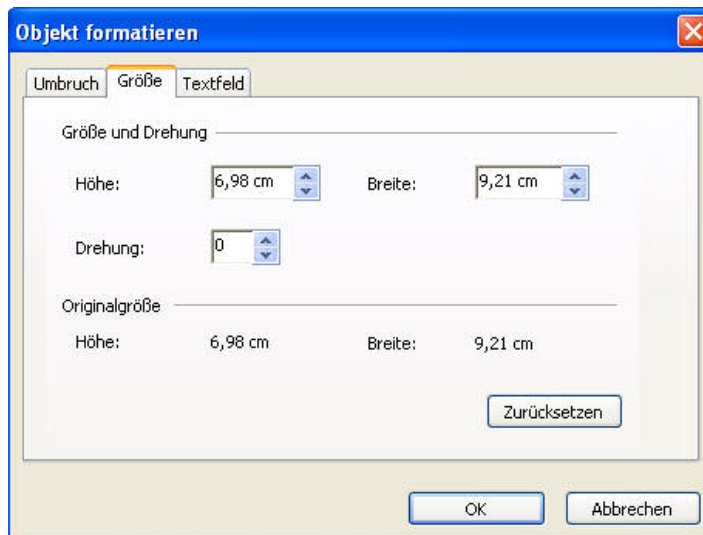 Objekt formatieren
Umbruch Größe Textfeld
Größe und Drehung
Höhe: 6,98 cm Breite: 9,21 cm
Drehung: 0
Originalgröße
Höhe: 6,98 cm Breite: 9,21 cm
Zurücksetzen
OK Abbrechen